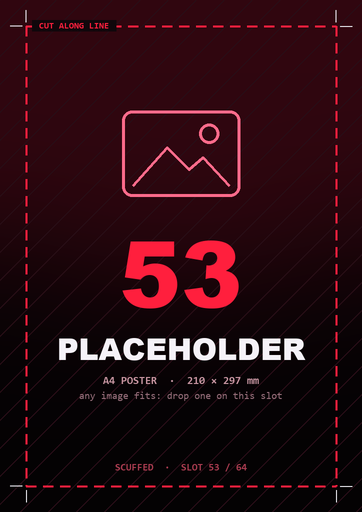 CUT ALONG LINE
53
PLACEHOLDER
A4 POSTER · 210 × 297 mm
any image fits: drop one on this slot
SCUFFED · SLOT 53 / 64